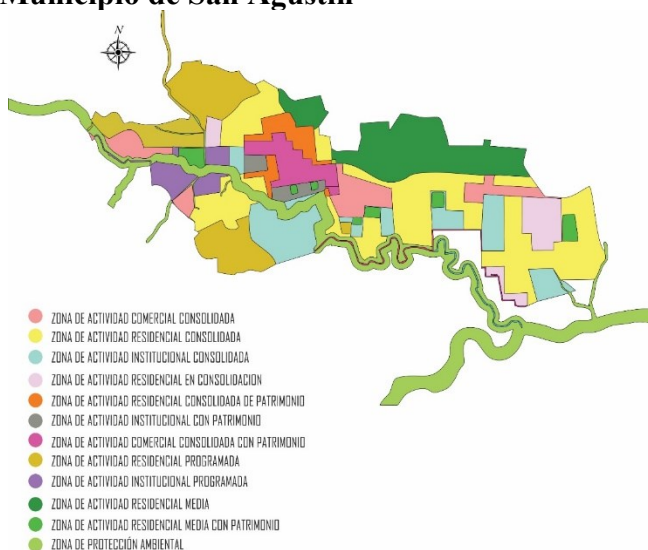 Municipio de San Agustín
N
ZONA DE ACTIVIDAD COMERCIAL CONSOLIDADA
ZONA DE ACTIVIDAD RESIDENCIAL CONSOLIDADA
ZONA DE ACTIVIDAD INSTITUCIONAL CONSOLIDADA
ZONA DE ACTIVIDAD RESIDENCIAL EN CONSOLIDACION
ZONA DE ACTIVIDAD RESIDENCIAL CONSOLIDADA DE PATRIMONIO
ZONA DE ACTIVIDAD INSTITUCIONAL CON PATRIMONIO
ZONA DE ACTIVIDAD COMERCIAL CONSOLIDADA CON PATRIMONIO
ZONA DE ACTIVIDAD RESIDENCIAL PROGRAMADA
ZONA DE ACTIVIDAD INSTITUCIONAL PROGRAMADA
ZONA DE ACTIVIDAD RESIDENCIAL MEDIA
ZONA DE ACTIVIDAD RESIDENCIAL MEDIA CON PATRIMONIO
ZONA DE PROTECCIÓN AMBIENTAL